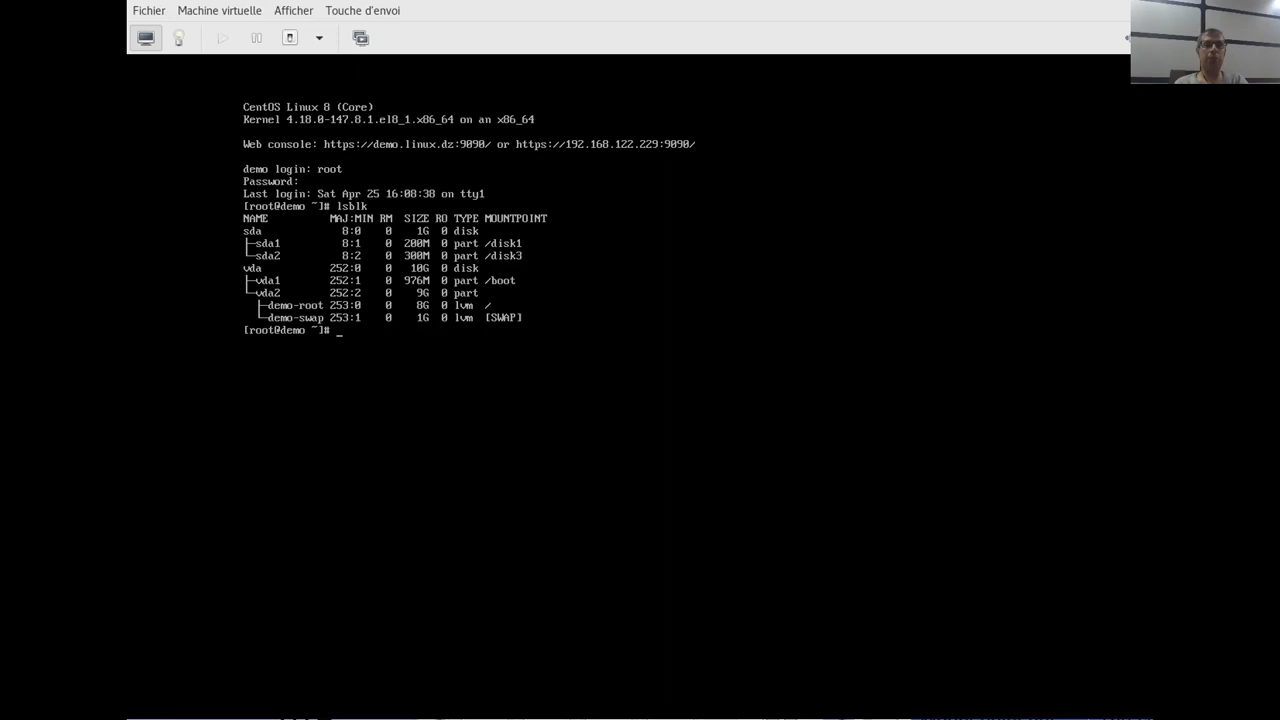 Fichier Machine virtuelle Afficher Touche d'envoi
CentOS Linux 8 (Core)
Kernel 4.18.0-147.8.1.el8_1.x86_64 on an x86_64
Web console: https://demo.linux.dz:9090/ or https://192.168.122.229:9090/
demo login: root
Password:
Last login: Sat Apr 25 16:08:38 on tty1
[root@demo ~]# lsblk
NAME MAJ:MIN RM SIZE RO TYPE MOUNTPOINT
sda 8:0 0 1G 0 disk
├─sda1 8:1 0 200M 0 part /disk1
└─sda2 8:2 0 300M 0 part /disk3
vda 252:0 0 10G 0 disk
├─vda1 252:1 0 976M 0 part /boot
└─vda2 252:2 0 9G 0 part
├─demo-root 253:0 0 8G 0 lvm /
└─demo-swap 253:1 0 1G 0 lvm [SWAP]
[root@demo ~]# _